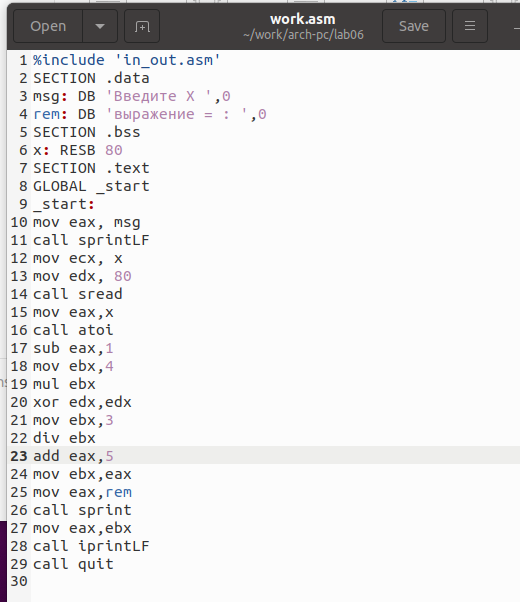 Open
work.asm
~/work/arch-pc/lab06
Save
1 %include 'in_out.asm'
2 SECTION .data
3 msg: DB 'Введите X ',0
4 rem: DB 'выражение = : ',0
5 SECTION .bss
6 x: RESB 80
7 SECTION .text
8 GLOBAL _start
9 _start:
10 mov eax, msg
11 call sprintLF
12 mov ecx, x
13 mov edx, 80
14 call sread
15 mov eax,x
16 call atoi
17 sub eax,1
18 mov ebx,4
19 mul ebx
20 xor edx,edx
21 mov ebx,3
22 div ebx
23 add eax,5
24 mov ebx,eax
25 mov eax,rem
26 call sprint
27 mov eax,ebx
28 call iprintLF
29 call quit
30